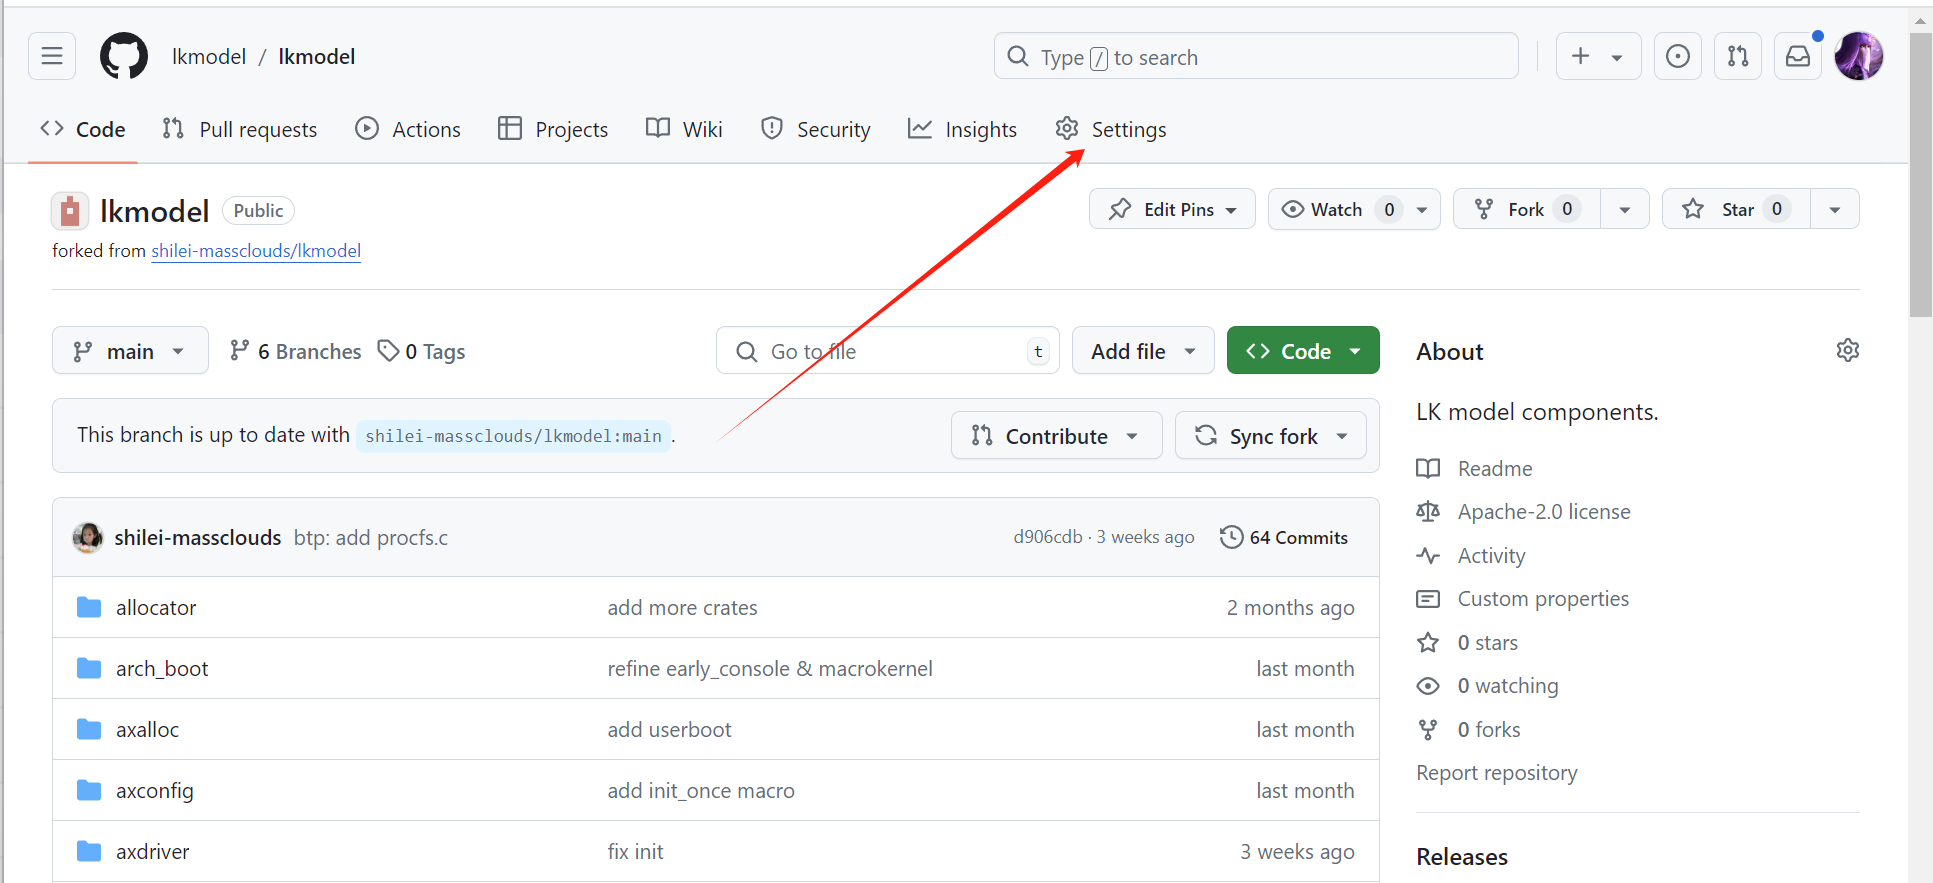 lkmodel / lkmodel
Type / to search
Code Pull requests Actions Projects Wiki Security Insights Settings
lkmodel Public
Edit Pins Watch 0 Fork 0 Star 0
forked from shilei-massclouds/lkmodel
main 6 Branches 0 Tags Go to file t Add file Code
This branch is up to date with shilei-massclouds/lkmodel:main.
Contribute Sync fork
shilei-massclouds btp: add procfs.c d906cdb · 3 weeks ago 64 Commits
allocator add more crates 2 months ago
arch_boot refine early_console & macrokernel last month
axalloc add userboot last month
axconfig add init_once macro last month
axdriver fix init 3 weeks ago
About
LK model components.
Readme
Apache-2.0 license
Activity
Custom properties
0 stars
0 watching
0 forks
Report repository
Releases